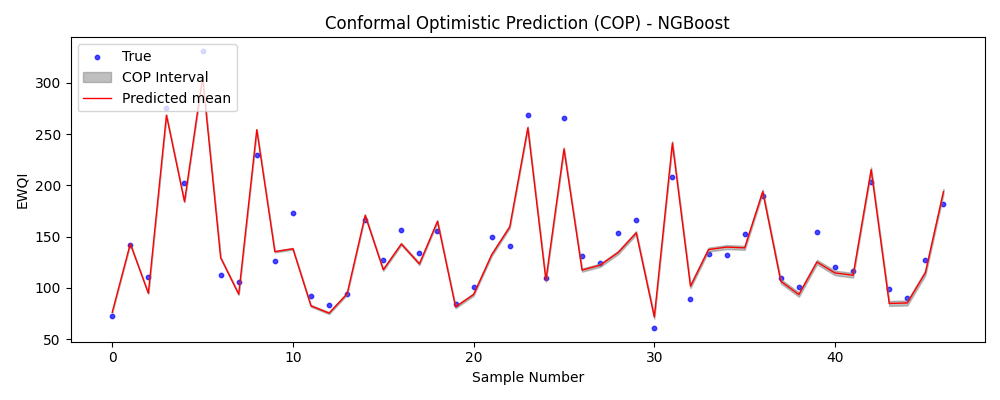 Conformal Optimistic Prediction (COP) - NGBoost
True
COP Interval
Predicted mean
EWQI
300
250
200
150
100
50
0
10
20
30
40
Sample Number